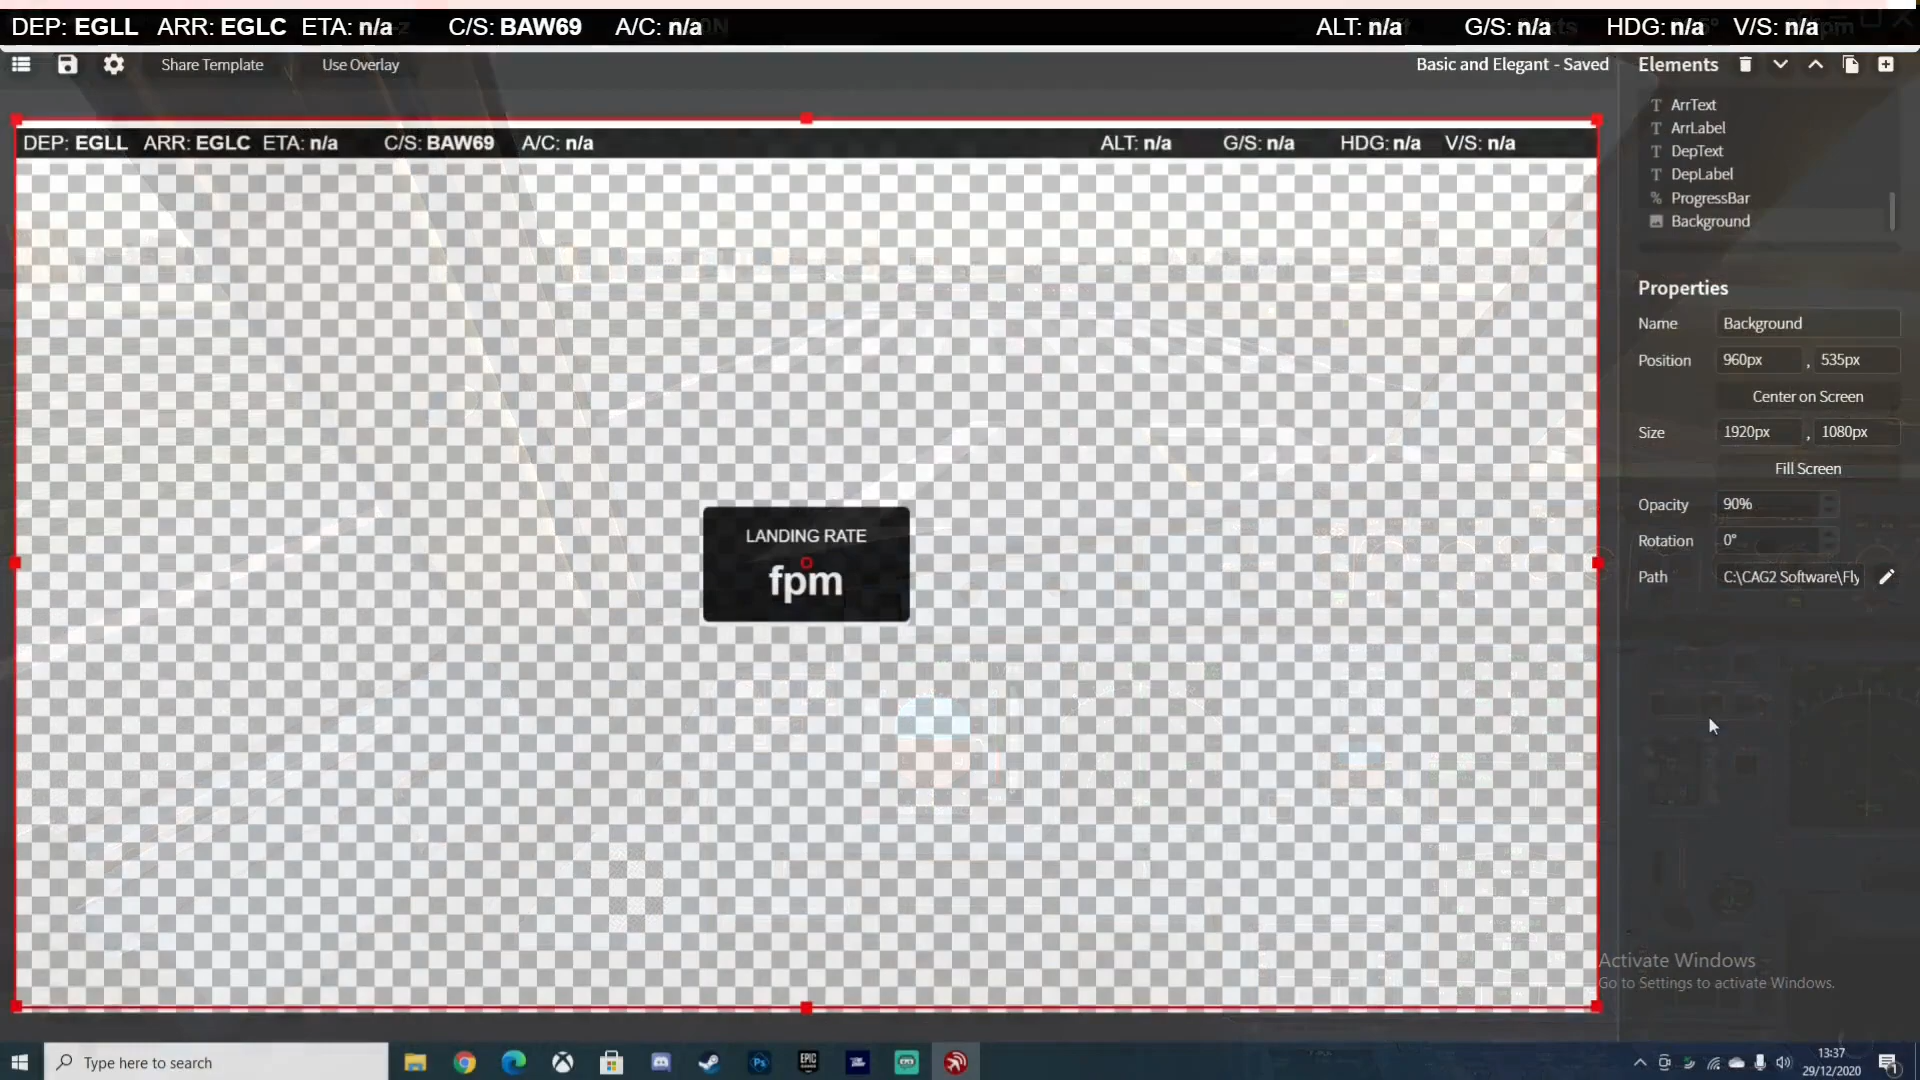 DEP: EGLL ARR: EGLC ETA: n/a C/S: BAW69 A/C: n/a ALT: n/a G/S: n/a HDG: n/a V/S: n/a
Share Template Use Overlay Basic and Elegant - Saved Elements
ArrText
ArrLabel
DepText
DepLabel
ProgressBar
Background
DEP: EGLL ARR: EGLC ETA: n/a C/S: BAW69 A/C: n/a ALT: n/a G/S: n/a HDG: n/a V/S: n/a
LANDING RATE
fpm
Properties
Name Background
Position 960px , 535px
Center on Screen
Size 1920px , 1080px
Fill Screen
Opacity 90%
Rotation 0°
Path C:\CAG2 Software\Fly
Activate Windows
Go to Settings to activate Windows.
Type here to search
Ps
EPIC
13:37
29/12/2020
1